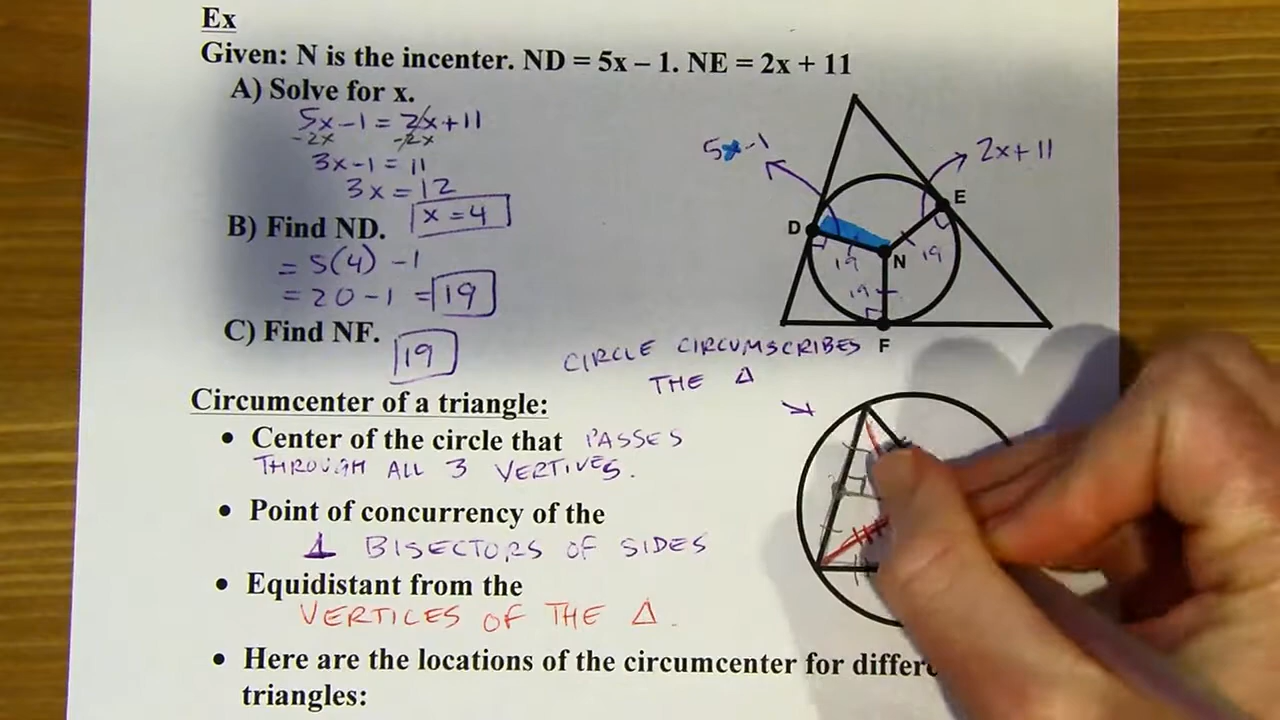 Ex
Given: N is the incenter. ND = 5x – 1. NE = 2x + 11
A) Solve for x.
5x-1 = 2x+11
-2x -2x
3x-1 = 11
3x = 12
x = 4
B) Find ND.
= 5(4) -1
= 20-1 = 19
C) Find NF.
19
5x-1
2x+11
D
E
N
19
19
19
F
CIRCLE CIRCUMSCRIBES
THE Δ
Circumcenter of a triangle:
• Center of the circle that PASSES
THROUGH ALL 3 VERTIVES.
• Point of concurrency of the
⊥ BISECTORS OF SIDES
• Equidistant from the
VERTICES OF THE Δ.
• Here are the locations of the circumcenter for differe
triangles: